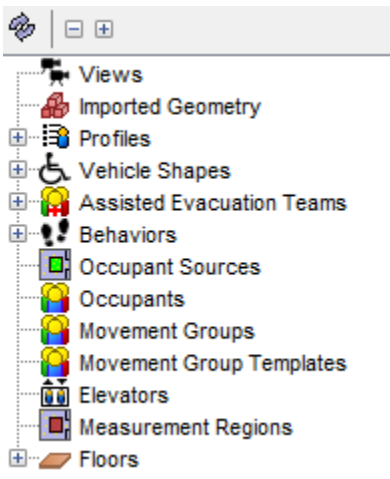 Views
Imported Geometry
Profiles
Vehicle Shapes
Assisted Evacuation Teams
Behaviors
Occupant Sources
Occupants
Movement Groups
Movement Group Templates
Elevators
Measurement Regions
Floors